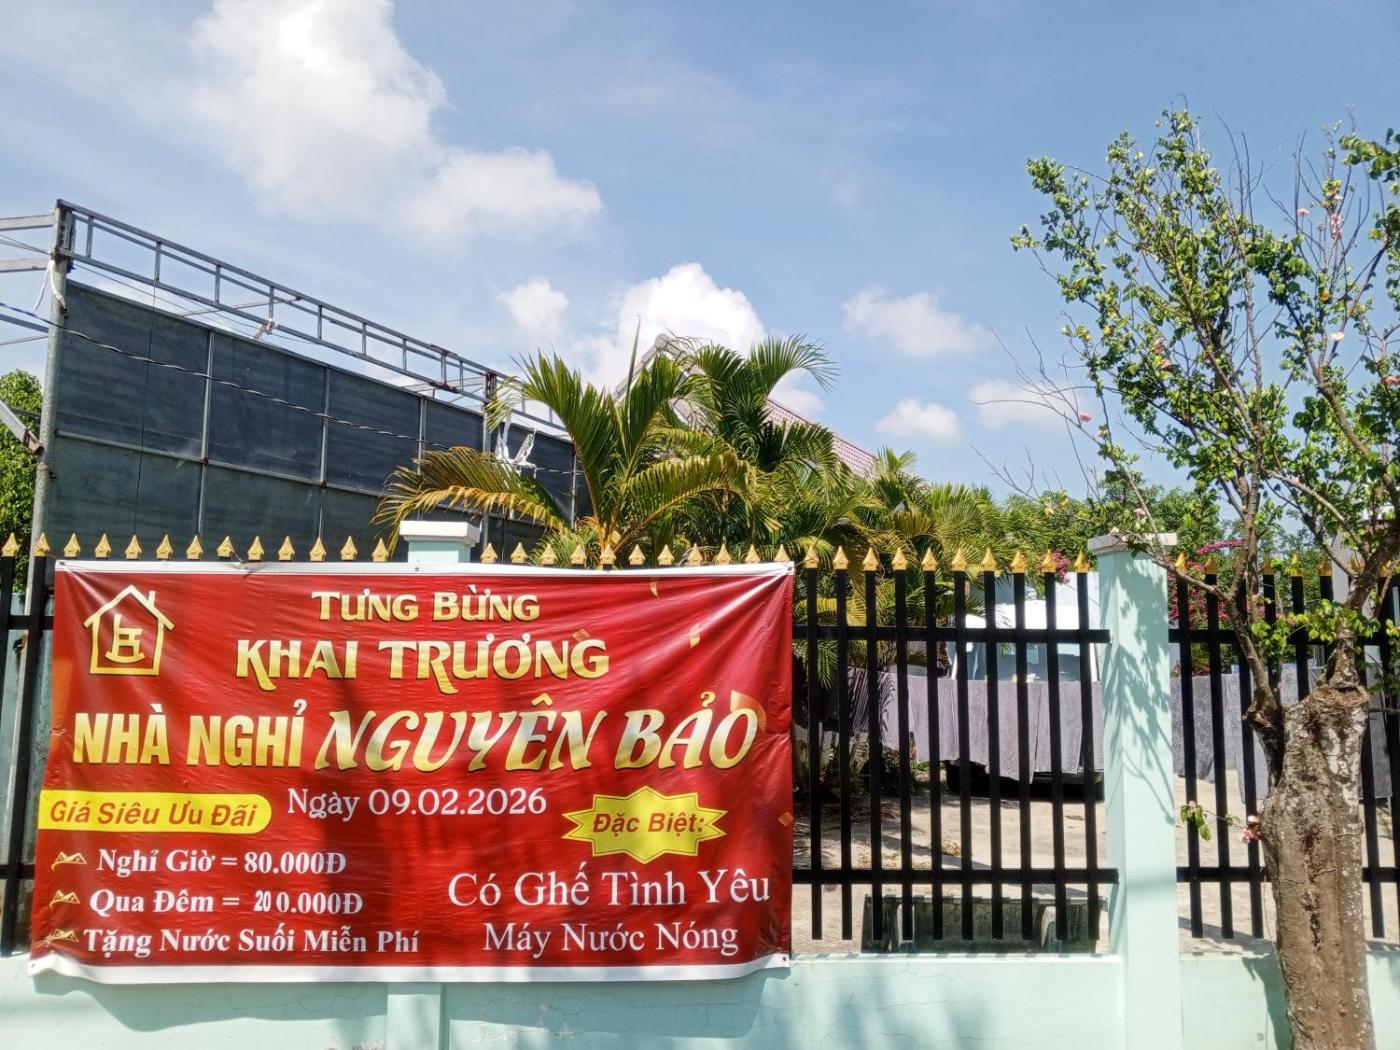 TƯNG BỪNG
KHAI TRƯƠNG
NHÀ NGHỈ NGUYÊN BẢO
Ngày 09.02.2026
Giá Siêu Ưu Đãi
Nghỉ Giờ = 80.000Đ
Qua Đêm = 200.000Đ
Tặng Nước Suối Miễn Phí
Đặc Biệt:
Có Ghế Tình Yêu
Máy Nước Nóng